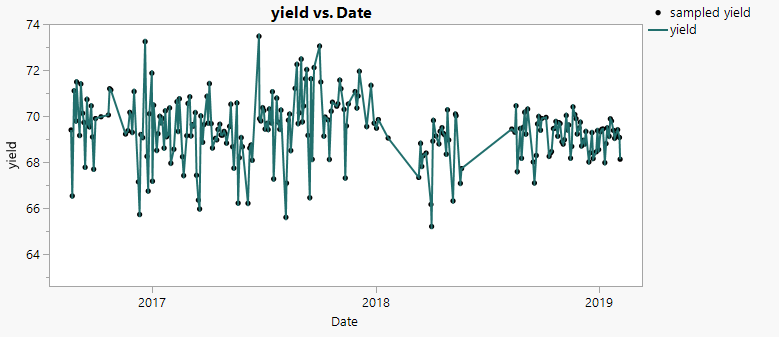 yield vs. Date
sampled yield
yield
74
72
70
68
66
64
yield
2017
2018
2019
Date